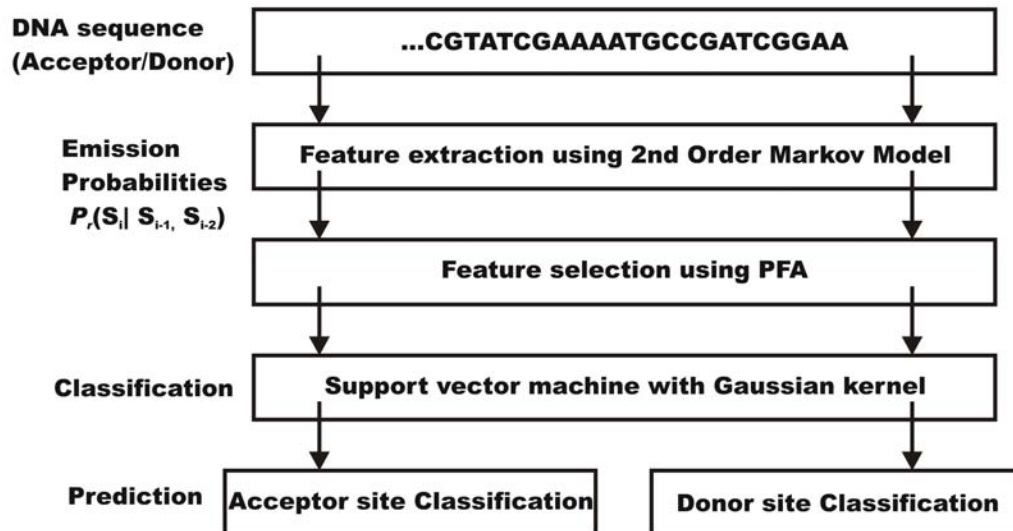 DNA sequence
(Acceptor/Donor)
...CGTATCGAAAATGCCGATCGGAA
Emission
Probabilities
Pr(Si| Si-1, Si-2)
Feature extraction using 2nd Order Markov Model
Feature selection using PFA
Classification
Support vector machine with Gaussian kernel
Prediction
Acceptor site Classification
Donor site Classification